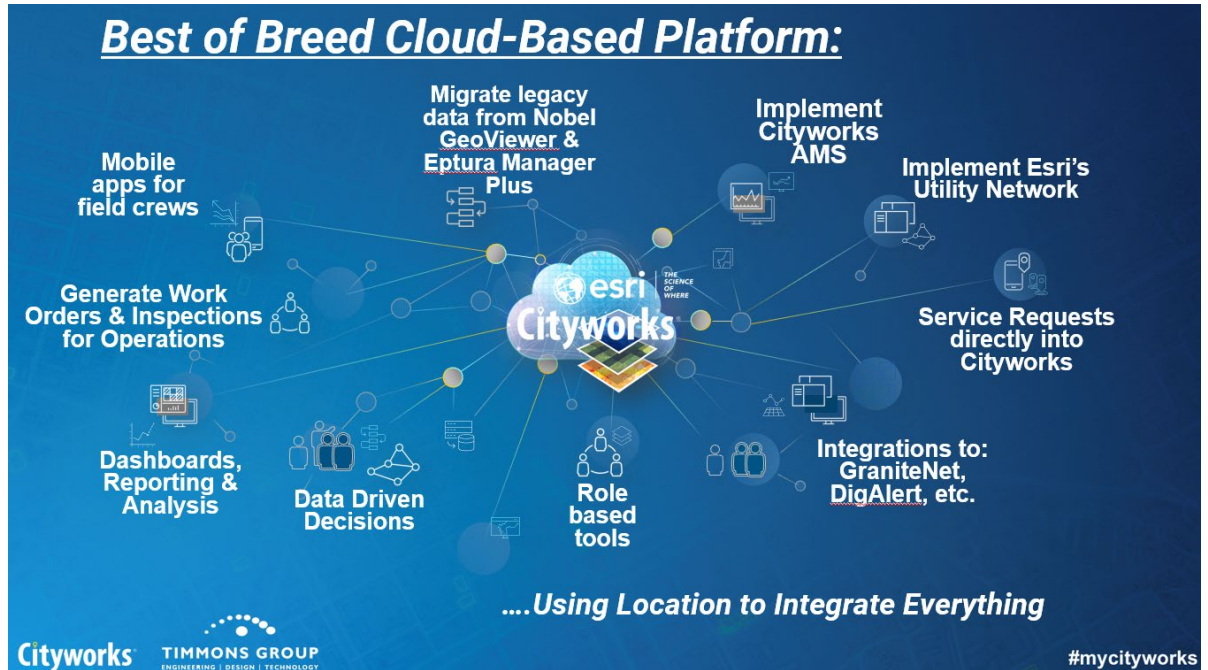 Best of Breed Cloud-Based Platform:
Migrate legacy
data from Nobel
GeoViewer &
Eptura Manager
Plus
Implement
Cityworks
AMS
Mobile
apps for
field crews
Implement Esri's
Utility Network
esri
THE
SCIENCE
OF
WHERE
Cityworks
Generate Work
Orders & Inspections
for Operations
Service Requests
directly into
Cityworks
Dashboards,
Reporting &
Analysis
Data Driven
Decisions
Role
based
tools
Integrations to:
GraniteNet,
DigAlert, etc.
....Using Location to Integrate Everything
Cityworks
TIMMONS GROUP
ENGINEERING | DESIGN | TECHNOLOGY
#mycityworks